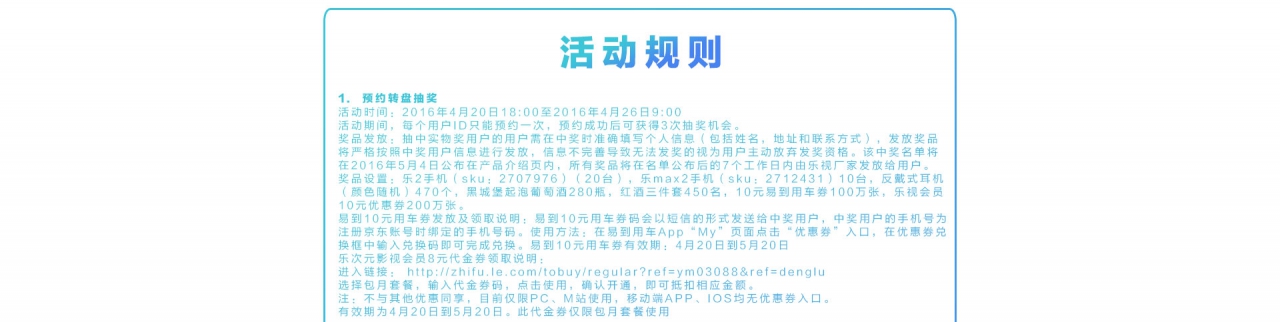 活动规则
1. 预约转盘抽奖
活动时间：2016年4月20日18:00至2016年4月26日9:00
活动期间，每个用户ID只能预约一次，预约成功后可获得3次抽奖机会。
奖品发放：抽中实物奖用户的用户需在中奖时准确填写个人信息（包括姓名，地址和联系方式），发放奖品
将严格按照中奖用户信息进行发放，信息不完善导致无法发奖的视为用户主动放弃发奖资格。该中奖名单将
在2016年5月4日公布在产品介绍页内，所有奖品将在名单公布后的7个工作日内由乐视厂家发放给用户。
奖品设置：乐2手机（sku：2707976）（20台），乐max2手机（sku：2712431）10台，反戴式耳机
（颜色随机）470个，黑城堡起泡葡萄酒280瓶，红酒三件套450名，10元易到用车券100万张，乐视会员
10元优惠券200万张。
易到10元用车券发放及领取说明：易到10元用车券码会以短信的形式发送给中奖用户，中奖用户的手机号为
注册京东账号时绑定的手机号码。使用方法：在易到用车App“My”页面点击“优惠券”入口，在优惠券兑
换框中输入兑换码即可完成兑换。易到10元用车券有效期：4月20日到5月20日
乐次元影视会员8元代金券领取说明：
进入链接： http://zhifu.le.com/tobuy/regular?ref=ym03088&ref=denglu
选择包月套餐，输入代金券码，点击使用，确认开通，即可抵扣相应金额。
注：不与其他优惠同享，目前仅限PC、M站使用，移动端APP、IOS均无优惠券入口。
有效期为4月20日到5月20日。此代金券仅限包月套餐使用